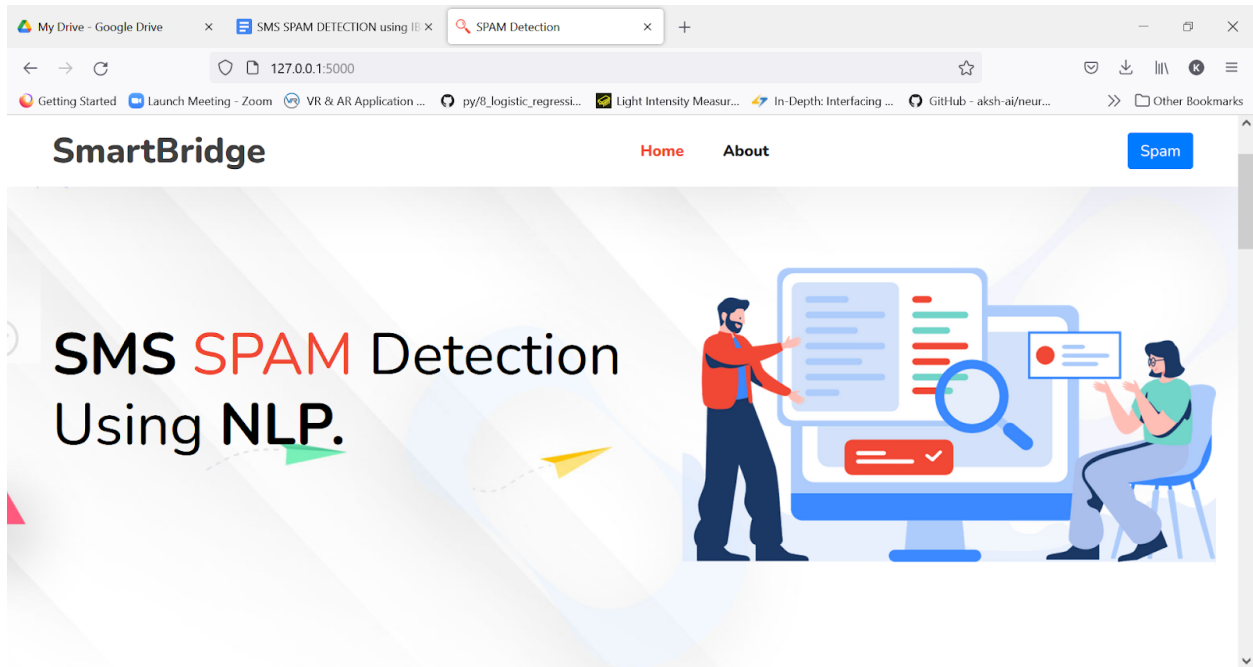 My Drive - Google Drive
SMS SPAM DETECTION using IB
SPAM Detection
127.0.0.1:5000
K
Getting Started
Launch Meeting - Zoom
VR & AR Application ...
py/8_logistic_regressi...
Light Intensity Measur...
In-Depth: Interfacing ...
GitHub - aksh-ai/neur...
Other Bookmarks
SmartBridge
Home
About
Spam
SMS SPAM Detection
Using NLP.